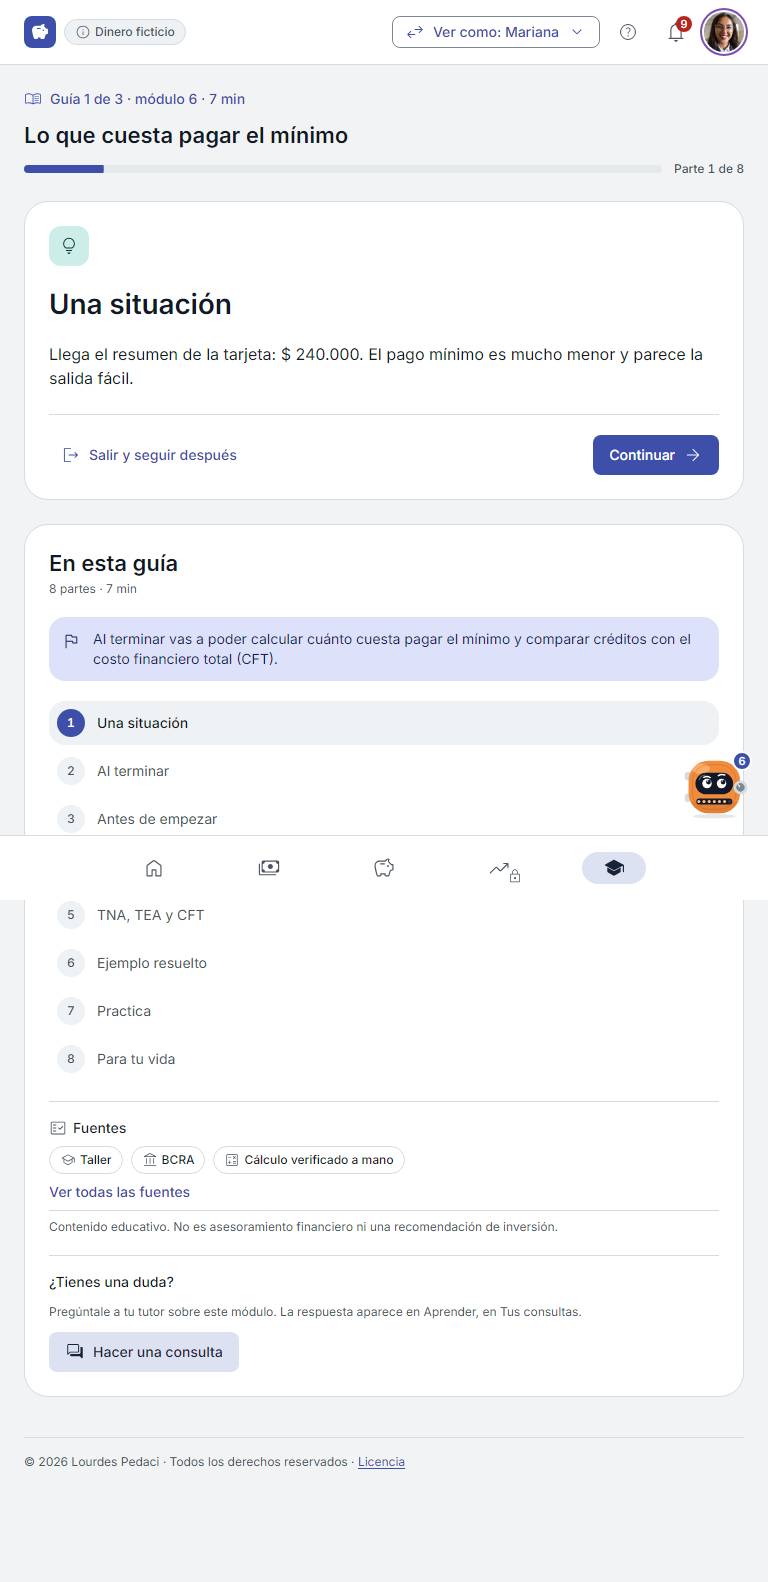 Dinero ficticio
Ver como: Mariana
9
Guía 1 de 3 · módulo 6 · 7 min
Lo que cuesta pagar el mínimo
Parte 1 de 8
Una situación
Llega el resumen de la tarjeta: $ 240.000. El pago mínimo es mucho menor y parece la
salida fácil.
Salir y seguir después
Continuar
En esta guía
8 partes · 7 min
Al terminar vas a poder calcular cuánto cuesta pagar el mínimo y comparar créditos con el
costo financiero total (CFT).
1 Una situación
2 Al terminar
6
3 Antes de empezar
5 TNA, TEA y CFT
6 Ejemplo resuelto
7 Practica
8 Para tu vida
Fuentes
Taller
BCRA
Cálculo verificado a mano
Ver todas las fuentes
Contenido educativo. No es asesoramiento financiero ni una recomendación de inversión.
¿Tienes una duda?
Pregúntale a tu tutor sobre este módulo. La respuesta aparece en Aprender, en Tus consultas.
Hacer una consulta
© 2026 Lourdes Pedaci · Todos los derechos reservados · Licencia